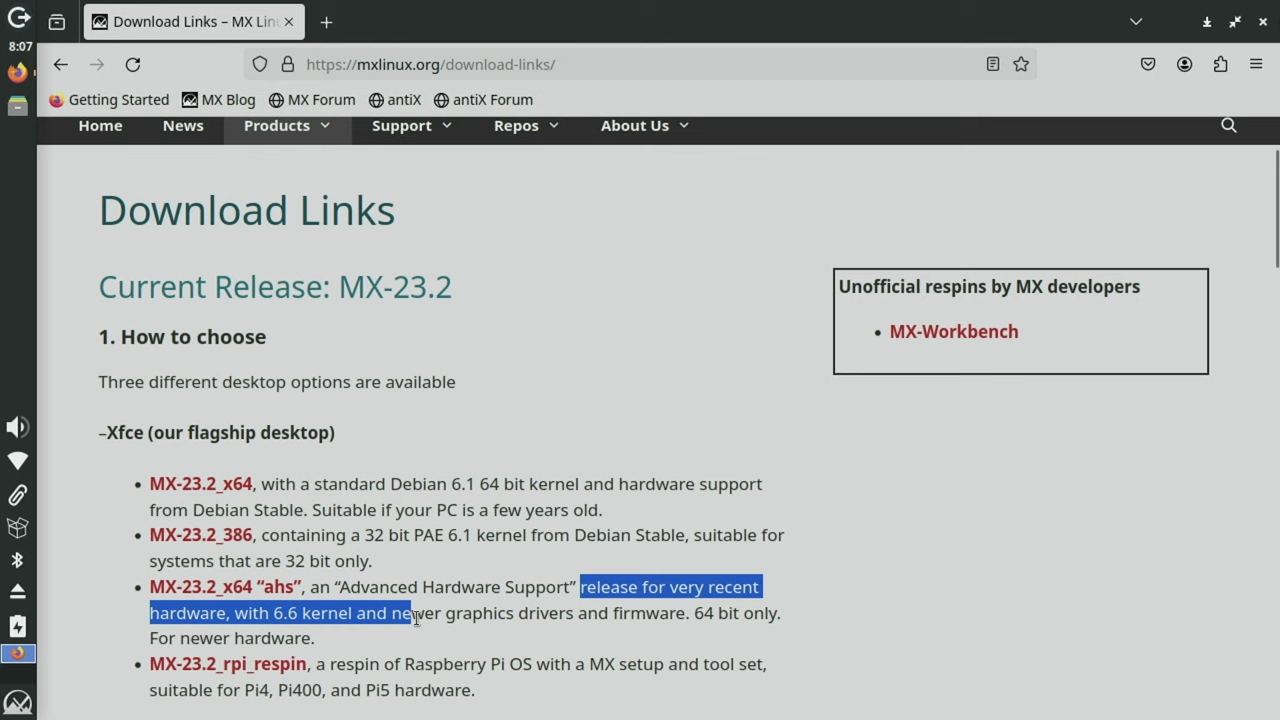 Download Links – MX Lin
8:07
https://mxlinux.org/download-links/
Getting Started MX Blog MX Forum antiX antiX Forum
Home News Products Support Repos About Us
Download Links
Current Release: MX-23.2
1. How to choose
Three different desktop options are available
–Xfce (our flagship desktop)
• MX-23.2_x64, with a standard Debian 6.1 64 bit kernel and hardware support
from Debian Stable. Suitable if your PC is a few years old.
• MX-23.2_386, containing a 32 bit PAE 6.1 kernel from Debian Stable, suitable for
systems that are 32 bit only.
• MX-23.2_x64 “ahs”, an “Advanced Hardware Support” release for very recent
hardware, with 6.6 kernel and newer graphics drivers and firmware. 64 bit only.
For newer hardware.
• MX-23.2_rpi_respin, a respin of Raspberry Pi OS with a MX setup and tool set,
suitable for Pi4, Pi400, and Pi5 hardware.
Unofficial respins by MX developers
• MX-Workbench